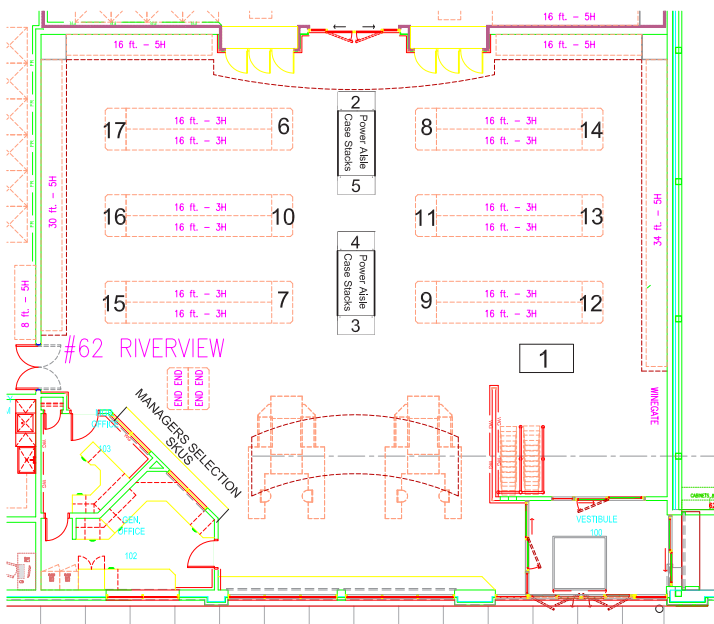 16 ft. - 5H
16 ft. - 5H
16 ft. - 5H
2
17
16 ft. - 3H
16 ft. - 3H
6
Power Aisle
Case Stacks
8
16 ft. - 3H
16 ft. - 3H
14
5
30 ft. - 5H
16
16 ft. - 3H
16 ft. - 3H
10
11
16 ft. - 3H
16 ft. - 3H
13
34 ft. - 5H
4
8 ft. - 5H
15
16 ft. - 3H
16 ft. - 3H
7
Power Aisle
Case Stacks
9
16 ft. - 3H
16 ft. - 3H
12
3
#62 RIVERVIEW
1
END END
END END
MANAGERS SELECTION
SKUS
WINEGATE
103
GEN.
OFFICE
102
VESTIBULE
100